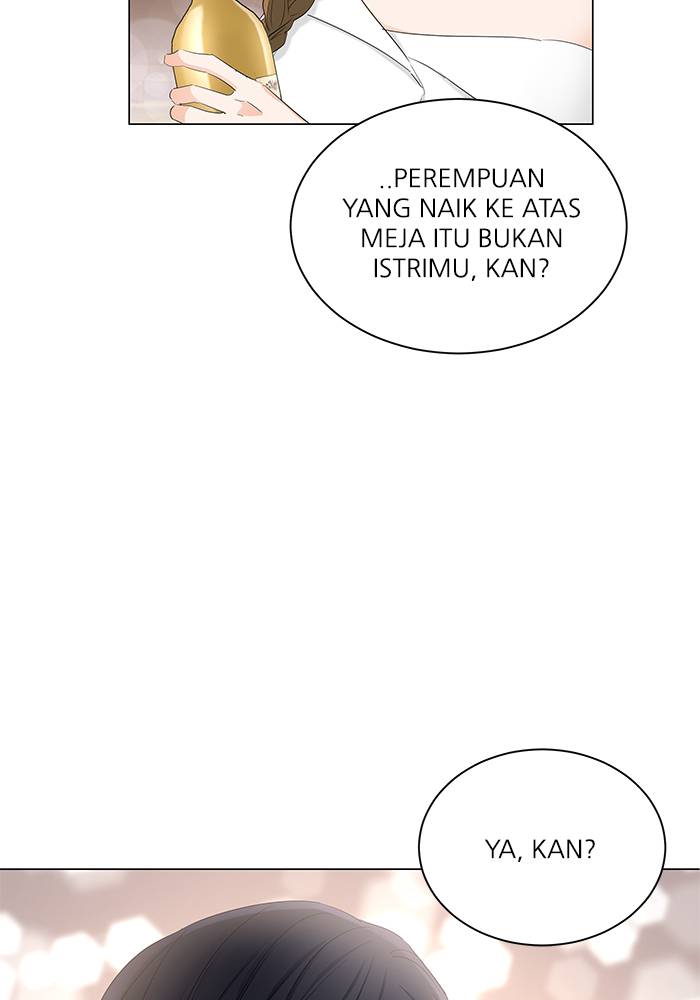 ..PEREMPUAN
YANG NAIK KE ATAS
MEJA ITU BUKAN
ISTRIMU, KAN?
YA, KAN?